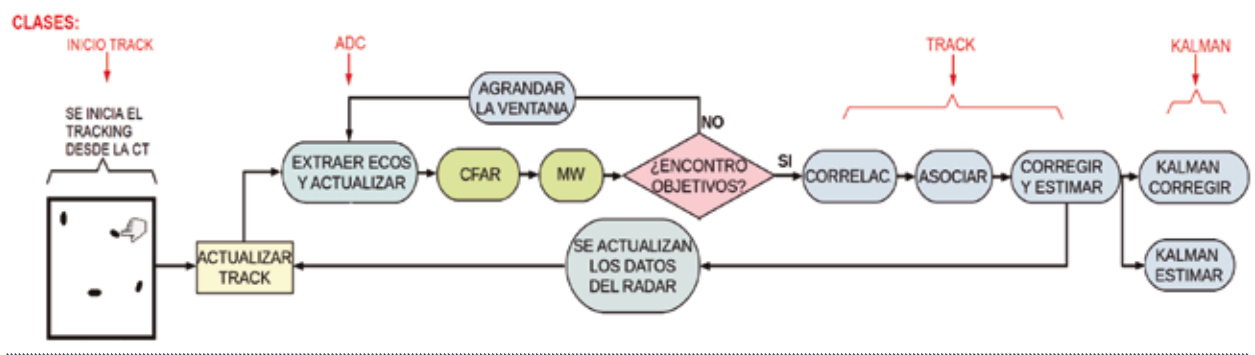 CLASES:
INICIO TRACK
ADC
TRACK
KALMAN
SE INICIA EL
TRACKING
DESDE LA CT
AGRANDAR
LA VENTANA
NO
EXTRAER ECOS
Y ACTUALIZAR
CFAR
MW
¿ENCONTRO
OBJETIVOS?
SI
CORRELAC
ASOCIAR
CORREGIR
Y ESTIMAR
KALMAN
CORREGIR
ACTUALIZAR
TRACK
SE ACTUALIZAN
LOS DATOS
DEL RADAR
KALMAN
ESTIMAR